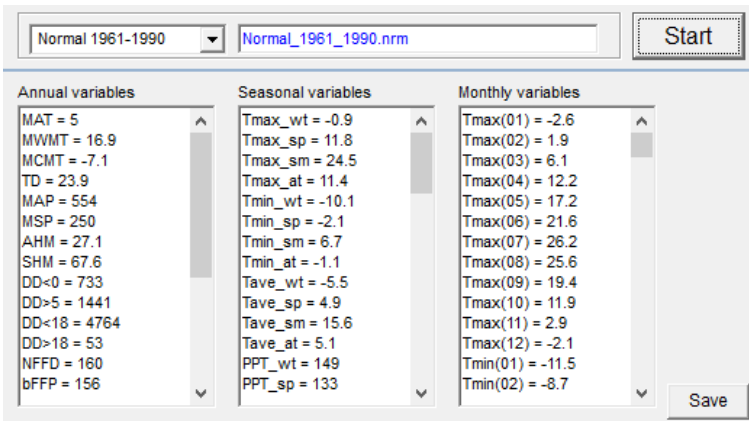 Normal 1961-1990
Normal_1961_1990.nrm
Start
Annual variables
MAT = 5
MWMT = 16.9
MCMT = -7.1
TD = 23.9
MAP = 554
MSP = 250
AHM = 27.1
SHM = 67.6
DD<0 = 733
DD>5 = 1441
DD<18 = 4764
DD>18 = 53
NFFD = 160
bFFP = 156
Seasonal variables
Tmax_wt = -0.9
Tmax_sp = 11.8
Tmax_sm = 24.5
Tmax_at = 11.4
Tmin_wt = -10.1
Tmin_sp = -2.1
Tmin_sm = 6.7
Tmin_at = -1.1
Tave_wt = -5.5
Tave_sp = 4.9
Tave_sm = 15.6
Tave_at = 5.1
PPT_wt = 149
PPT_sp = 133
Monthly variables
Tmax(01) = -2.6
Tmax(02) = 1.9
Tmax(03) = 6.1
Tmax(04) = 12.2
Tmax(05) = 17.2
Tmax(06) = 21.6
Tmax(07) = 26.2
Tmax(08) = 25.6
Tmax(09) = 19.4
Tmax(10) = 11.9
Tmax(11) = 2.9
Tmax(12) = -2.1
Tmin(01) = -11.5
Tmin(02) = -8.7
Save